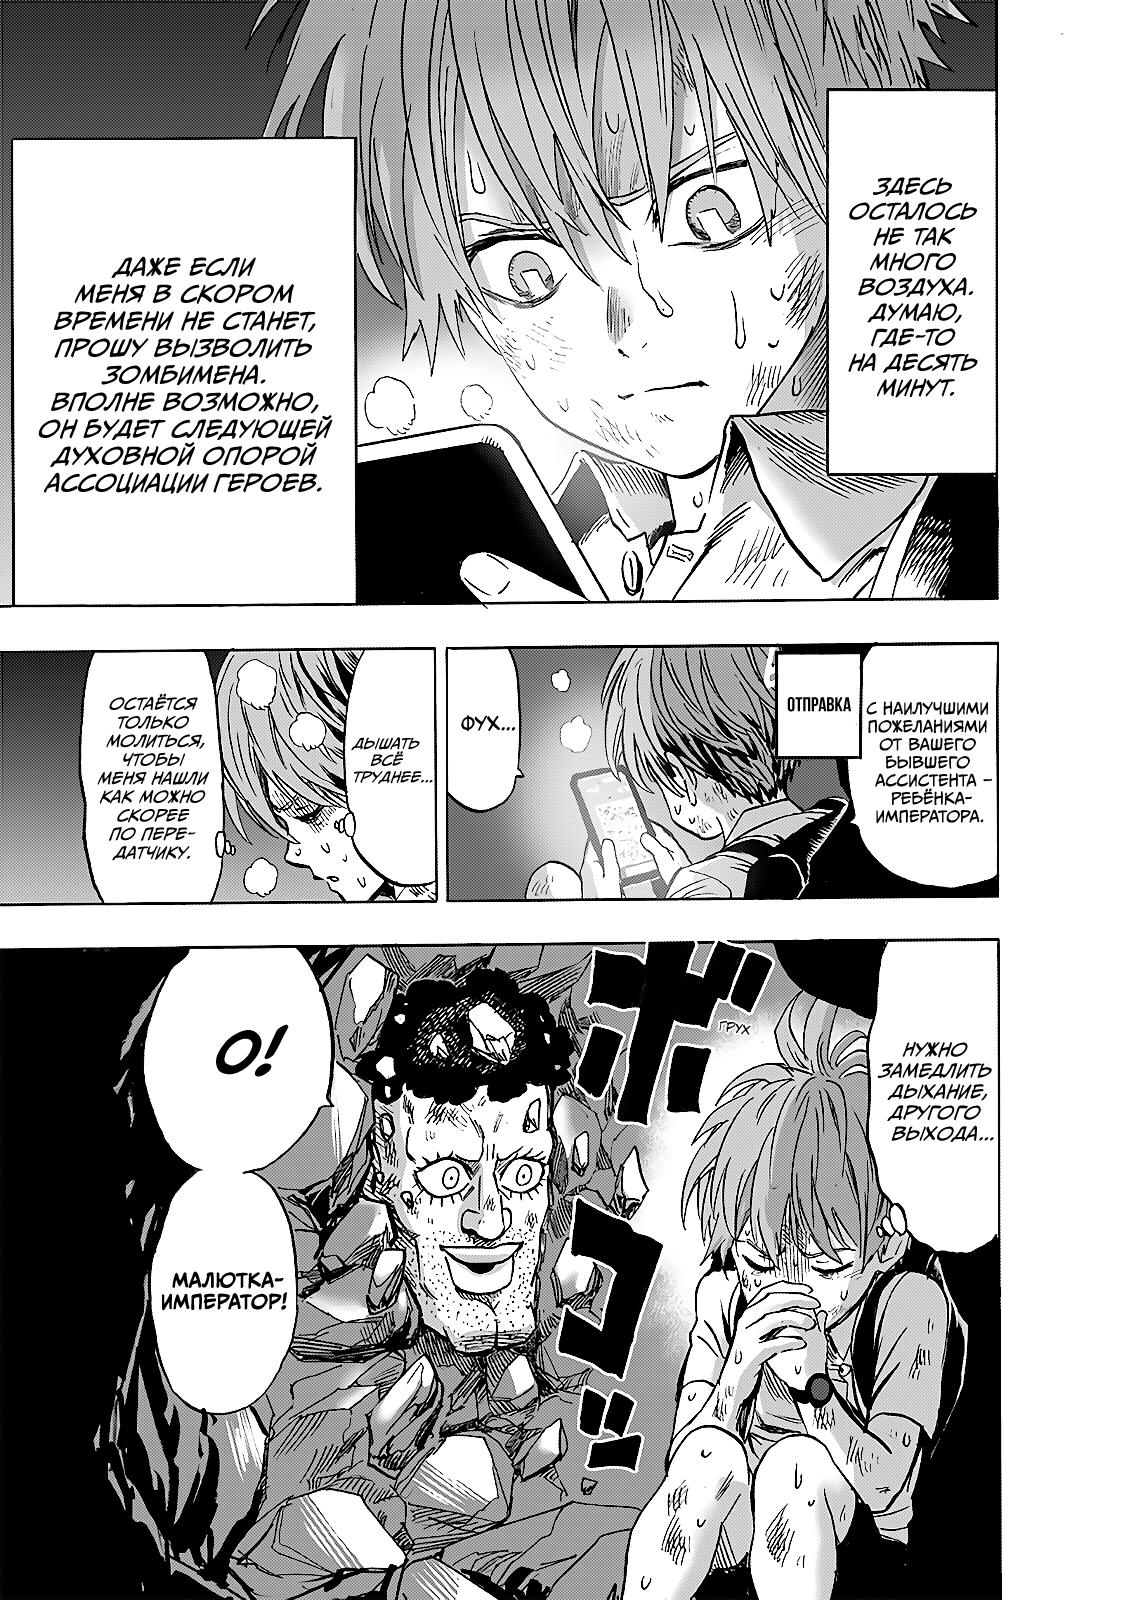 ЗДЕСЬ
ОСТАЛОСЬ
НЕ ТАК
МНОГО
ВОЗДУХА.
ДУМАЮ,
ГДЕ-ТО
НА ДЕСЯТЬ
МИНУТ.
ДАЖЕ ЕСЛИ
МЕНЯ В СКОРОМ
ВРЕМЕНИ НЕ СТАНЕТ,
ПРОШУ ВЫЗВОЛИТЬ
ЗОМБИМЕНА.
ВПОЛНЕ ВОЗМОЖНО,
ОН БУДЕТ СЛЕДУЮЩЕЙ
ДУХОВНОЙ ОПОРОЙ
АССОЦИАЦИИ ГЕРОЕВ.
С НАИЛУЧШИМИ
ПОЖЕЛАНИЯМИ
ОТ ВАШЕГО
БЫВШЕГО
АССИСТЕНТА –
РЕБЁНКА-
ИМПЕРАТОРА.
ОТПРАВКА
ФУХ...
ДЫШАТЬ
ВСЁ
ТРУДНЕЕ...
ОСТАЁТСЯ
ТОЛЬКО
МОЛИТЬСЯ,
ЧТОБЫ
МЕНЯ НАШЛИ
КАК МОЖНО
СКОРЕЕ
ПО ПЕРЕ-
ДАТЧИКУ.
НУЖНО
ЗАМЕДЛИТЬ
ДЫХАНИЕ,
ДРУГОГО
ВЫХОДА...
ボコッ
ГРУХ
О!
МАЛЮТКА-
ИМПЕРАТОР!